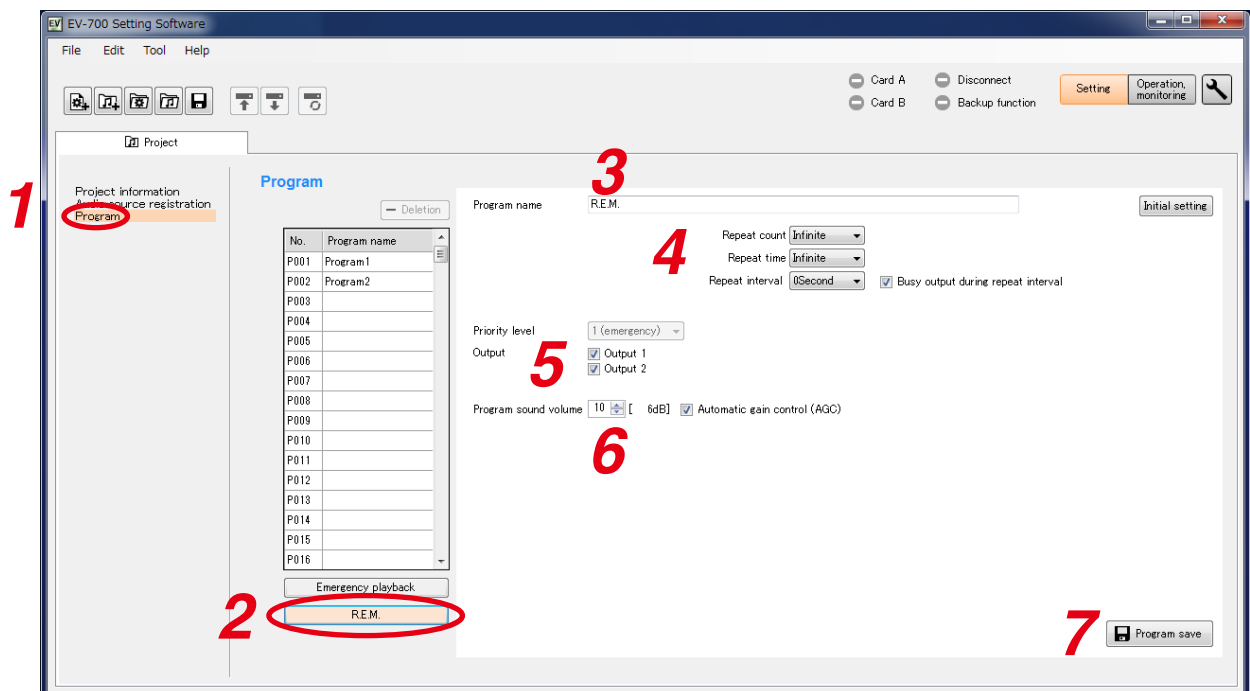 EV EV-700 Setting Software
File Edit Tool Help
Card A Disconnect
Card B Backup function
Setting
Operation,
monitoring
Project
1
Project information
Audio source registration
Program
Program
Deletion
No. Program name
P001 Program1
P002 Program2
P003
P004
P005
P006
P007
P008
P009
P010
P011
P012
P013
P014
P015
P016
Emergency playback
2
R.E.M.
3
Program name R.E.M. Initial setting
4
Repeat count Infinite
Repeat time Infinite
Repeat interval 0Second Busy output during repeat interval
Priority level 1 (emergency)
5
Output Output 1
Output 2
Program sound volume 10 [ 6dB] Automatic gain control (AGC)
6
7
Program save